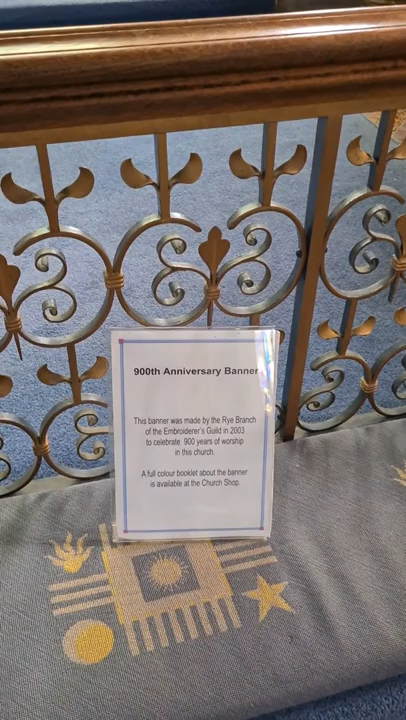 900th Anniversary Banner
This banner was made by the Rye Branch
of the Embroiderer's Guild in 2003
to celebrate 900 years of worship
in this church.
A full colour booklet about the banner
is available at the Church Shop.